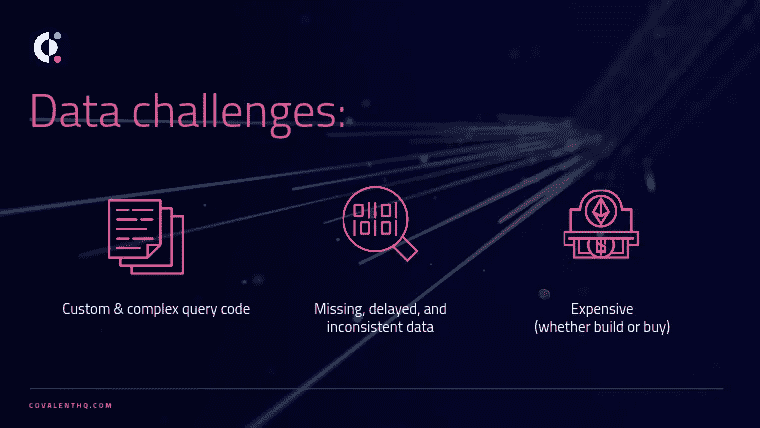 Data challenges:
Custom & complex query code
Missing, delayed, and
inconsistent data
Expensive
(whether build or buy)
COVALENTHQ.COM